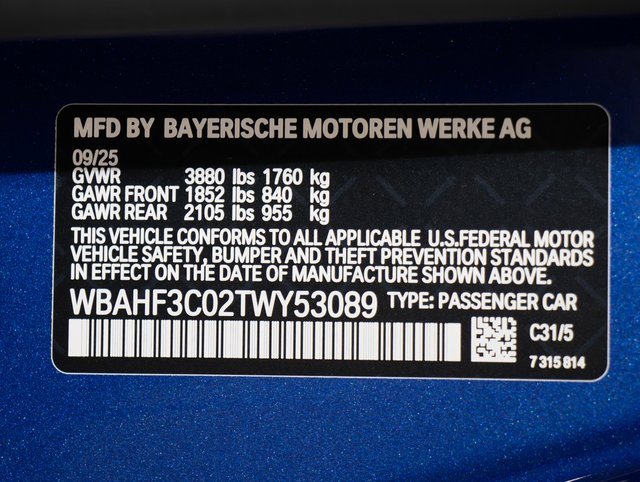 MFD BY BAYERISCHE MOTOREN WERKE AG
09/25
GVWR 3880 lbs 1760 kg
GAWR FRONT 1852 lbs 840 kg
GAWR REAR 2105 lbs 955 kg
THIS VEHICLE CONFORMS TO ALL APPLICABLE U.S.FEDERAL MOTOR
VEHICLE SAFETY, BUMPER AND THEFT PREVENTION STANDARDS
IN EFFECT ON THE DATE OF MANUFACTURE SHOWN ABOVE.
WBAHF3C02TWY53089 TYPE: PASSENGER CAR
C31/5
7 315 814